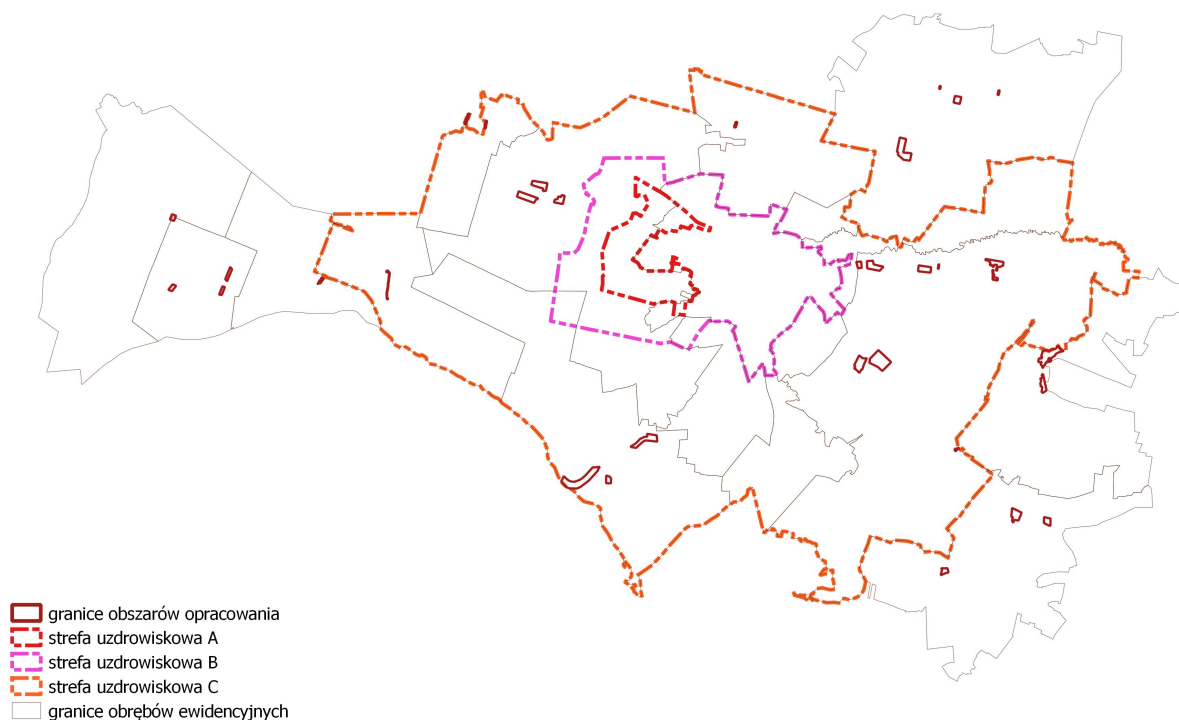 granice obszarów opracowania
strefa uzdrowiskowa A
strefa uzdrowiskowa B
strefa uzdrowiskowa C
granice obrębów ewidencyjnych